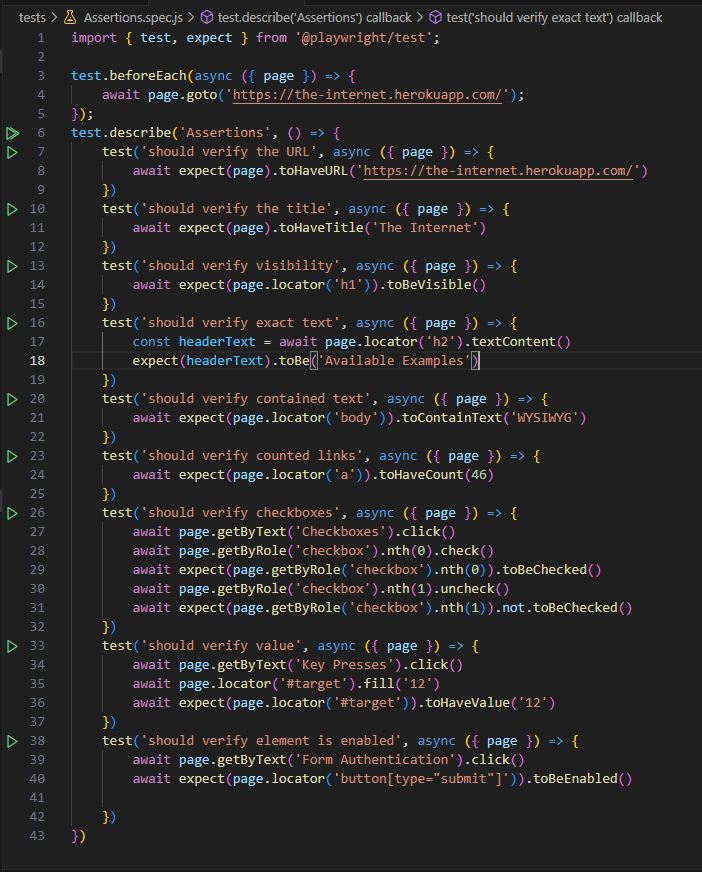 tests > Assertions.spec.js > test.describe('Assertions') callback > test('should verify exact text') callback
1 import { test, expect } from '@playwright/test';
2
3 test.beforeEach(async ({ page }) => {
4     await page.goto('https://the-internet.herokuapp.com/');
5 });
6 test.describe('Assertions', () => {
7     test('should verify the URL', async ({ page }) => {
8         await expect(page).toHaveURL('https://the-internet.herokuapp.com/')
9     })
10     test('should verify the title', async ({ page }) => {
11         await expect(page).toHaveTitle('The Internet')
12     })
13     test('should verify visibility', async ({ page }) => {
14         await expect(page.locator('h1')).toBeVisible()
15     })
16     test('should verify exact text', async ({ page }) => {
17         const headerText = await page.locator('h2').textContent()
18         expect(headerText).toBe('Available Examples')
19     })
20     test('should verify contained text', async ({ page }) => {
21         await expect(page.locator('body')).toContainText('WYSIWYG')
22     })
23     test('should verify counted links', async ({ page }) => {
24         await expect(page.locator('a')).toHaveCount(46)
25     })
26     test('should verify checkboxes', async ({ page }) => {
27         await page.getByText('Checkboxes').click()
28         await page.getByRole('checkbox').nth(0).check()
29         await expect(page.getByRole('checkbox').nth(0)).toBeChecked()
30         await page.getByRole('checkbox').nth(1).uncheck()
31         await expect(page.getByRole('checkbox').nth(1)).not.toBeChecked()
32     })
33     test('should verify value', async ({ page }) => {
34         await page.getByText('Key Presses').click()
35         await page.locator('#target').fill('12')
36         await expect(page.locator('#target')).toHaveValue('12')
37     })
38     test('should verify element is enabled', async ({ page }) => {
39         await page.getByText('Form Authentication').click()
40         await expect(page.locator('button[type="submit"]')).toBeEnabled()
41
42     })
43 })